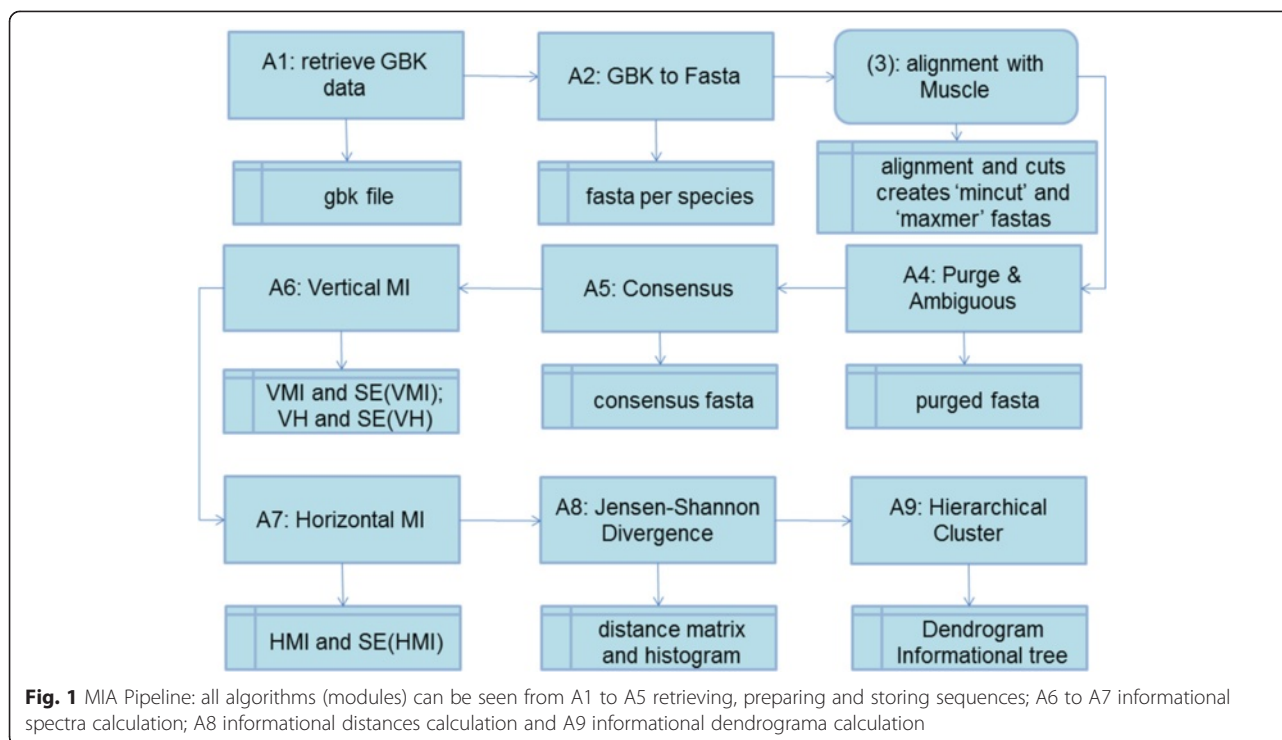 A1: retrieve GBK
data
A2: GBK to Fasta
(3): alignment with
Muscle
gbk file
fasta per species
alignment and cuts
creates 'mincut' and
'maxmer' fastas
A6: Vertical MI
A5: Consensus
A4: Purge &
Ambiguous
VMI and SE(VMI);
VH and SE(VH)
consensus fasta
purged fasta
A7: Horizontal MI
A8: Jensen-Shannon
Divergence
A9: Hierarchical
Cluster
HMI and SE(HMI)
distance matrix
and histogram
Dendrogram
Informational tree
Fig. 1 MIA Pipeline: all algorithms (modules) can be seen from A1 to A5 retrieving, preparing and storing sequences; A6 to A7 informational
spectra calculation; A8 informational distances calculation and A9 informational dendrograma calculation